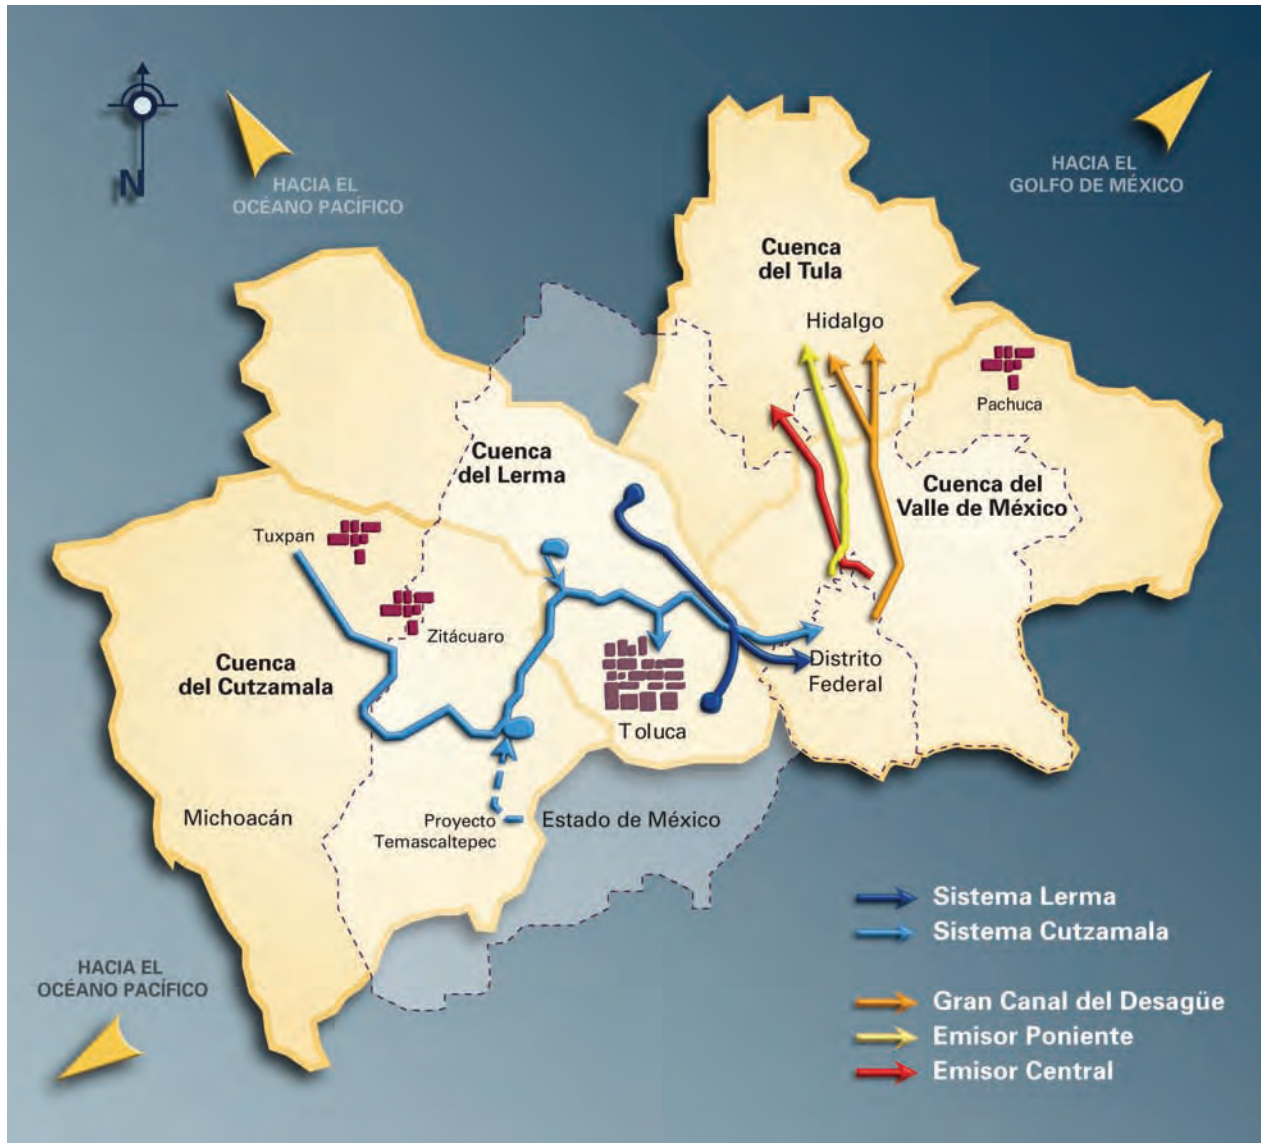 N
HACIA EL
OCÉANO PACÍFICO
HACIA EL
GOLFO DE MÉXICO
Cuenca
del Tula
Hidalgo
Pachuca
Cuenca
del Lerma
Cuenca del
Valle de México
Tuxpan
Zitácuaro
Cuenca
del Cutzamala
Distrito
Federal
Toluca
Michoacán
Proyecto
Temascaltepec
Estado de México
HACIA EL
OCÉANO PACÍFICO
Sistema Lerma
Sistema Cutzamala
Gran Canal del Desagüe
Emisor Poniente
Emisor Central